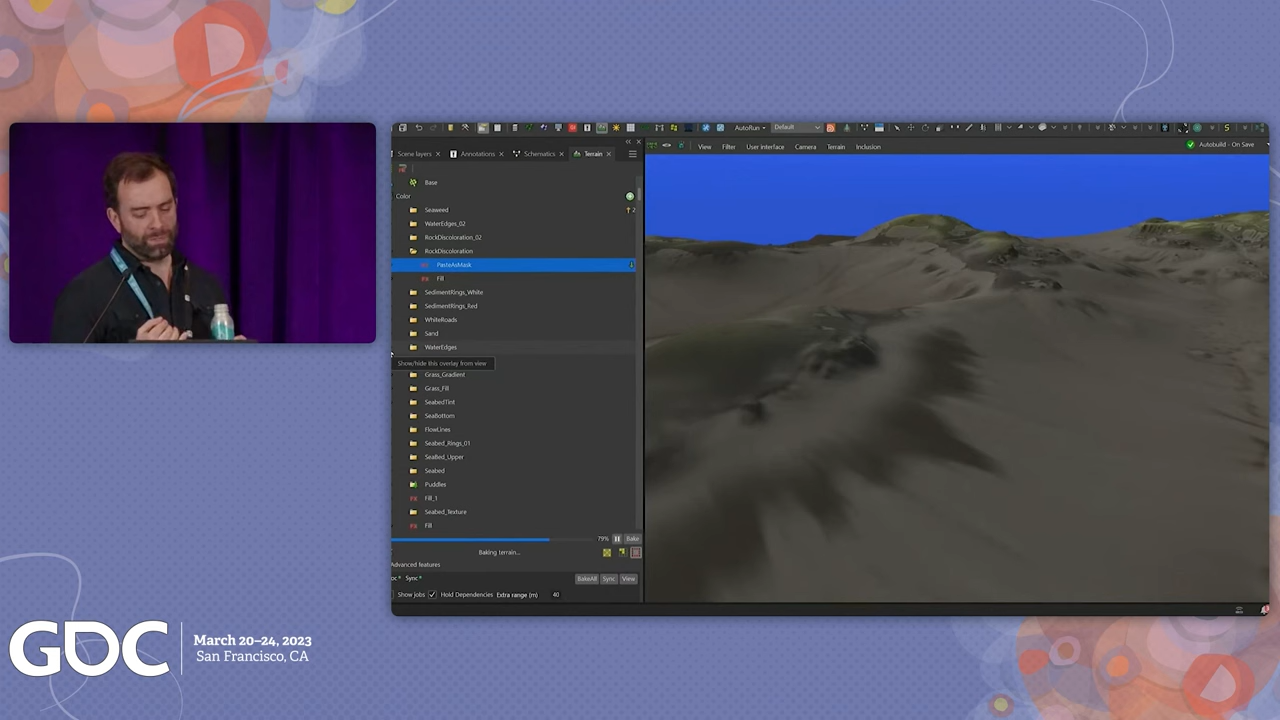 AutoRun
Default
Scene layers
Annotations
Schematics
Terrain
View
Filter
User interface
Camera
Terrain
Inclusion
Autobuild - On Save
Base
Color
Seaweed
2
WaterEdges_02
RockDiscoloration_02
RockDiscoloration
PasteAsMask
Fill
SedimentRings_White
SedimentRings_Red
WhiteRoads
Sand
WaterEdges
Show/hide this overlay from view
Grass_Gradient
Grass_Fill
SeabedTint
SeaBottom
FlowLines
Seabed_Rings_01
SeaBed_Upper
Seabed
Puddles
Fill_1
Seabed_Texture
Fill
79%
Bake
Baking terrain...
Advanced features
Sync*
BakeAll
Sync
View
Show jobs
Hold Dependencies
Extra range (m)
40
GDC
March 20–24, 2023
San Francisco, CA